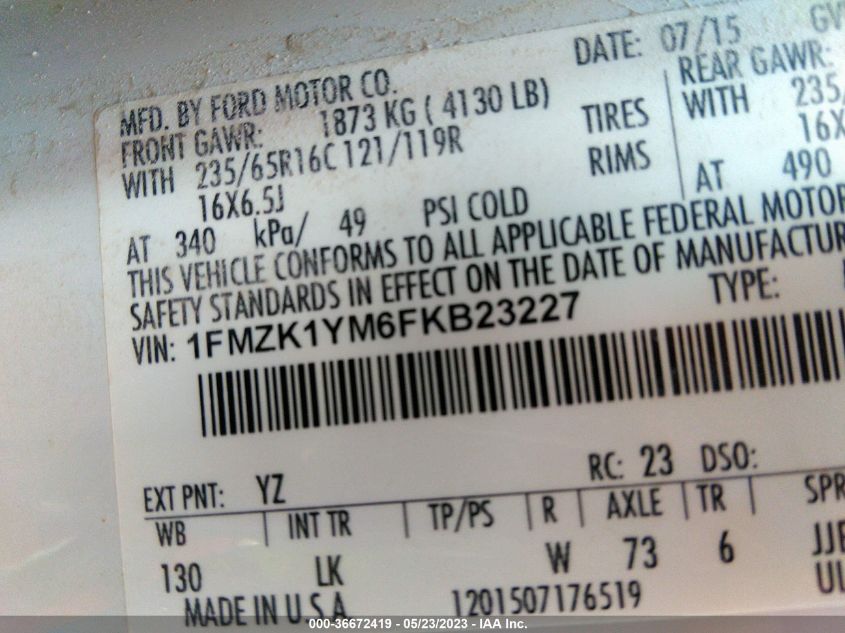 DATE: 07/15 GV
MFD. BY FORD MOTOR CO.
FRONT GAWR: 1873 KG ( 4130 LB)
REAR GAWR:
WITH 235/65R16C 121/119R TIRES
WITH 235/
16X6.5J RIMS
16X
AT 340 kPa/ 49 PSI COLD
AT 490
THIS VEHICLE CONFORMS TO ALL APPLICABLE FEDERAL MOTOR
SAFETY STANDARDS IN EFFECT ON THE DATE OF MANUFACTUR
VIN: 1FMZK1YM6FKB23227
TYPE:
EXT PNT: YZ RC: 23 DSO:
WB INT TR TP/PS R AXLE TR SPR
130 LK W 73 6 JJE
UL
MADE IN U.S.A. 1201507176519
000-36672419 - 05/23/2023 - IAA Inc.